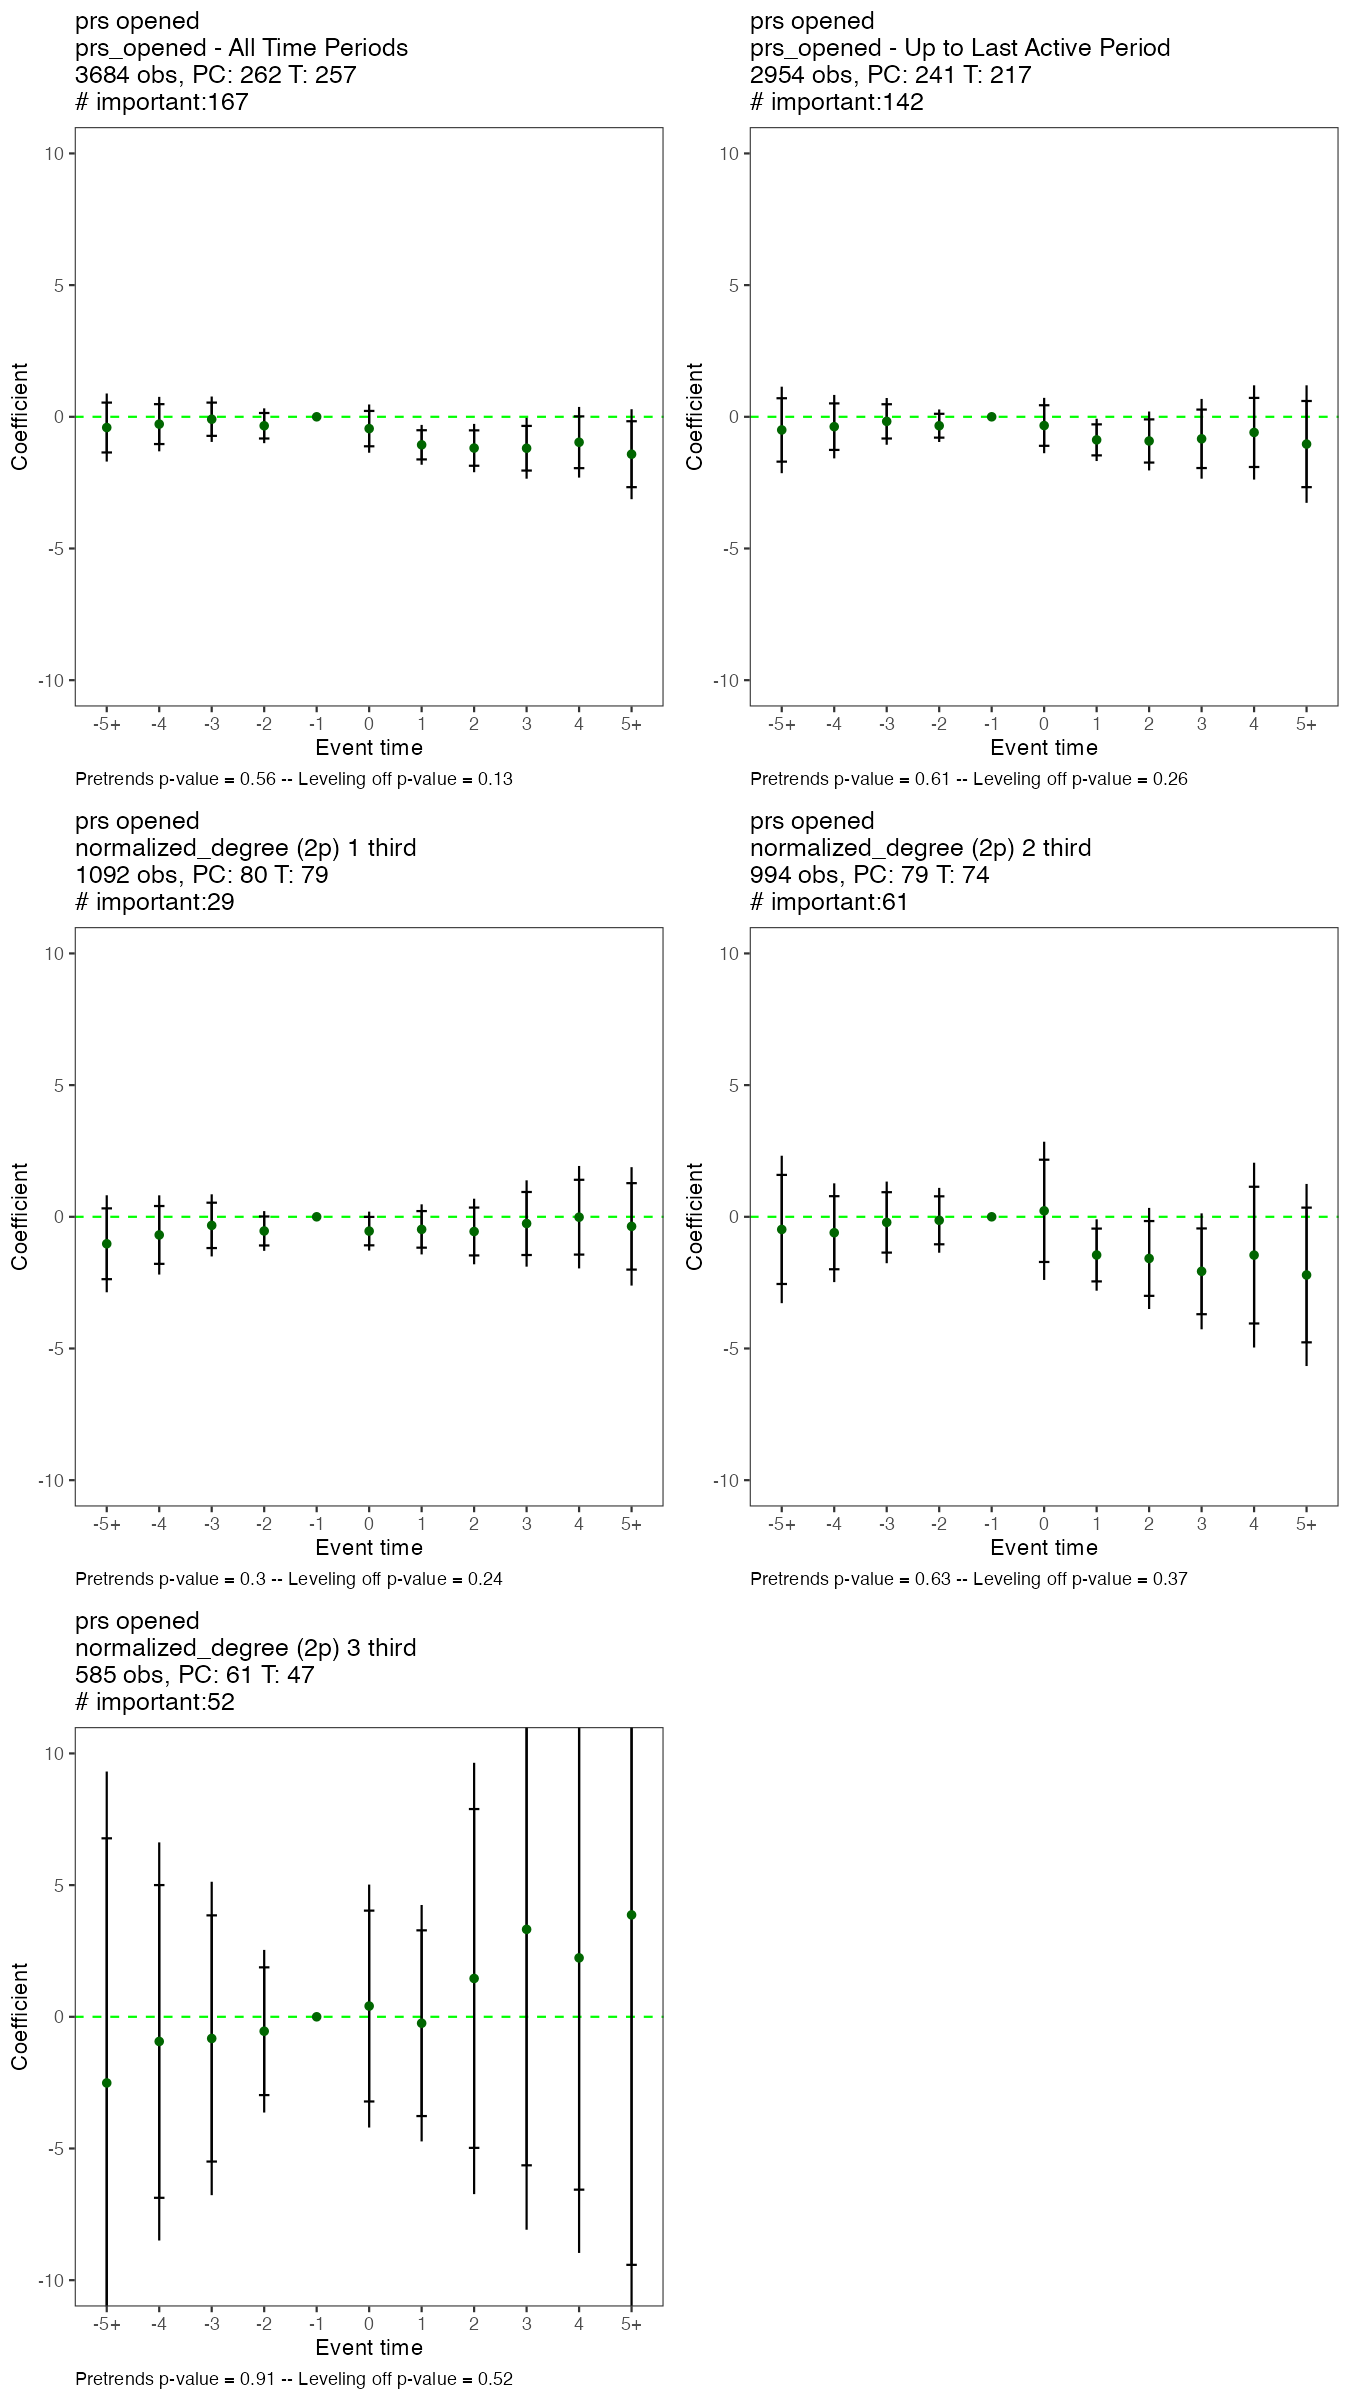 prs opened
prs_opened - All Time Periods
3684 obs, PC: 262 T: 257
# important:167
10
5
0
-5
-10
Coefficient
-5+ -4 -3 -2 -1 0 1 2 3 4 5+
Event time
Pretrends p-value = 0.56 -- Leveling off p-value = 0.13
prs opened
prs_opened - Up to Last Active Period
2954 obs, PC: 241 T: 217
# important:142
10
5
0
-5
-10
Coefficient
-5+ -4 -3 -2 -1 0 1 2 3 4 5+
Event time
Pretrends p-value = 0.61 -- Leveling off p-value = 0.26
prs opened
normalized_degree (2p) 1 third
1092 obs, PC: 80 T: 79
# important:29
10
5
0
-5
-10
Coefficient
-5+ -4 -3 -2 -1 0 1 2 3 4 5+
Event time
Pretrends p-value = 0.3 -- Leveling off p-value = 0.24
prs opened
normalized_degree (2p) 2 third
994 obs, PC: 79 T: 74
# important:61
10
5
0
-5
-10
Coefficient
-5+ -4 -3 -2 -1 0 1 2 3 4 5+
Event time
Pretrends p-value = 0.63 -- Leveling off p-value = 0.37
prs opened
normalized_degree (2p) 3 third
585 obs, PC: 61 T: 47
# important:52
10
5
0
-5
-10
Coefficient
-5+ -4 -3 -2 -1 0 1 2 3 4 5+
Event time
Pretrends p-value = 0.91 -- Leveling off p-value = 0.52